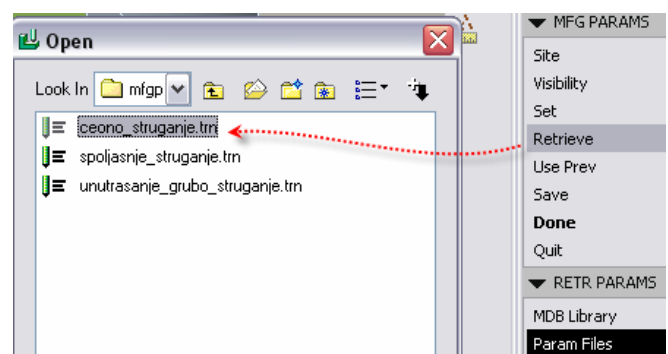 Open
Look In mfgp
ceono_struganje.trn
spoljasnje_struganje.trn
unutrasanje_grubo_struganje.trn
MFG PARAMS
Site
Visibility
Set
Retrieve
Use Prev
Save
Done
Quit
RETR PARAMS
MDB Library
Param Files